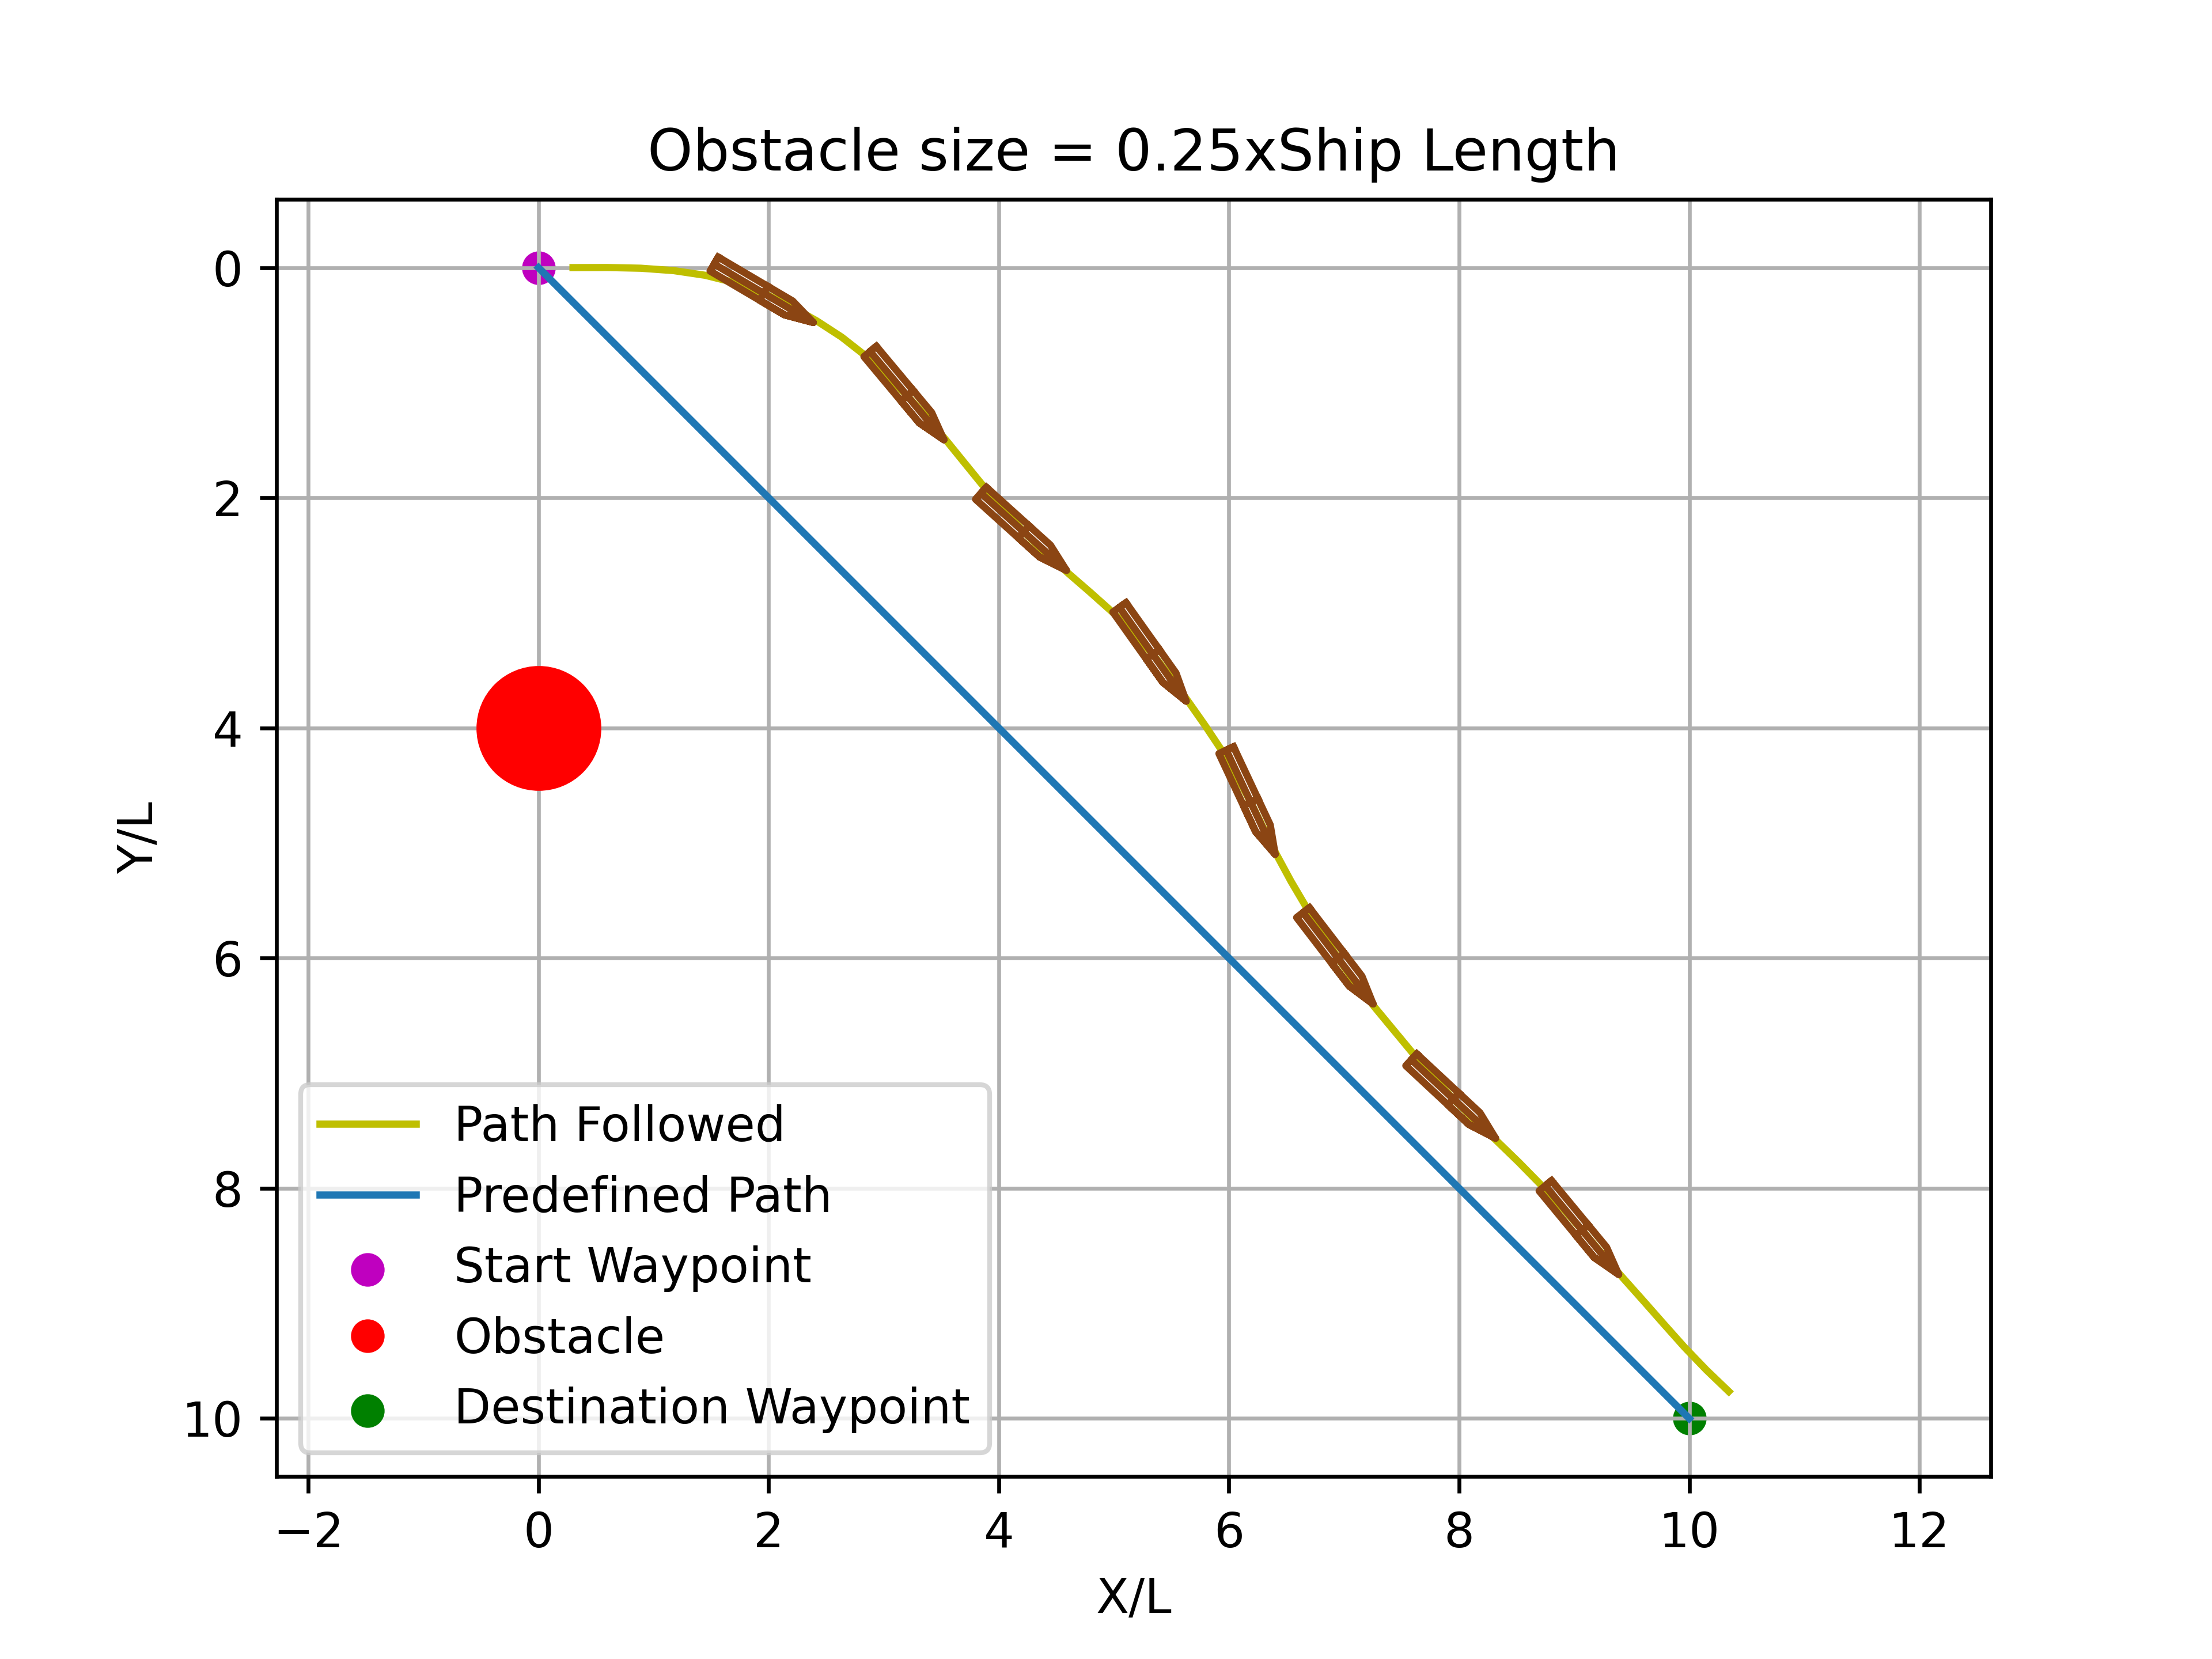 Obstacle size = 0.25xShip Length
0
2
4
6
8
10
Y/L
Path Followed
Predefined Path
Start Waypoint
Obstacle
Destination Waypoint
−2 0 2 4 6 8 10 12
X/L